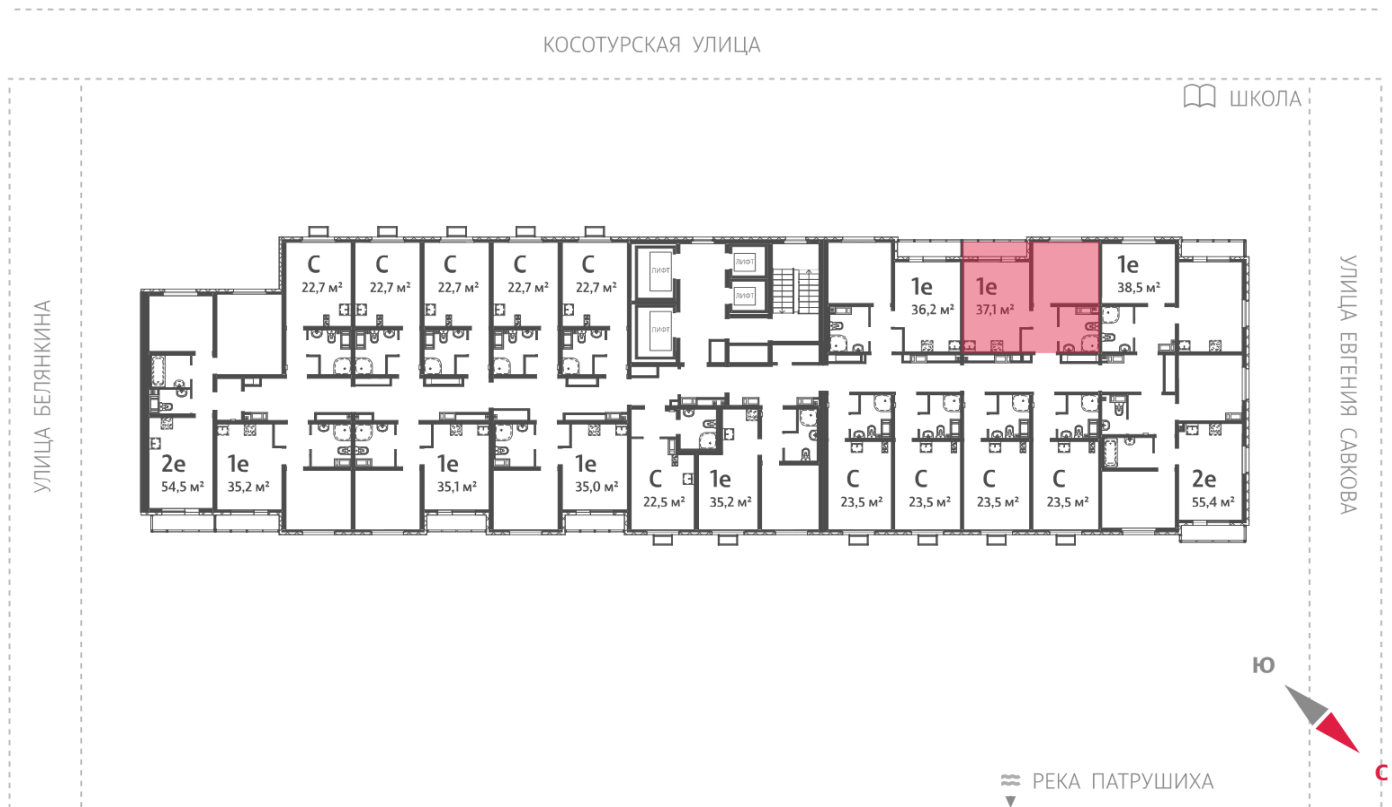 КОСОТУРСКАЯ УЛИЦА
ШКОЛА
УЛИЦА БЕЛЯНКИНА
УЛИЦА ЕВГЕНИЯ САВКОВА
С
22,7 м²
С
22,7 м²
С
22,7 м²
С
22,7 м²
С
22,7 м²
ЛИФТ
ЛИФТ
ЛИФТ
ЛИФТ
1е
36,2 м²
1е
37,1 м²
1е
38,5 м²
2е
54,5 м²
1е
35,2 м²
1е
35,1 м²
1е
35,0 м²
С
22,5 м²
1е
35,2 м²
С
23,5 м²
С
23,5 м²
С
23,5 м²
С
23,5 м²
2е
55,4 м²
Ю
С
РЕКА ПАТРУШИХА